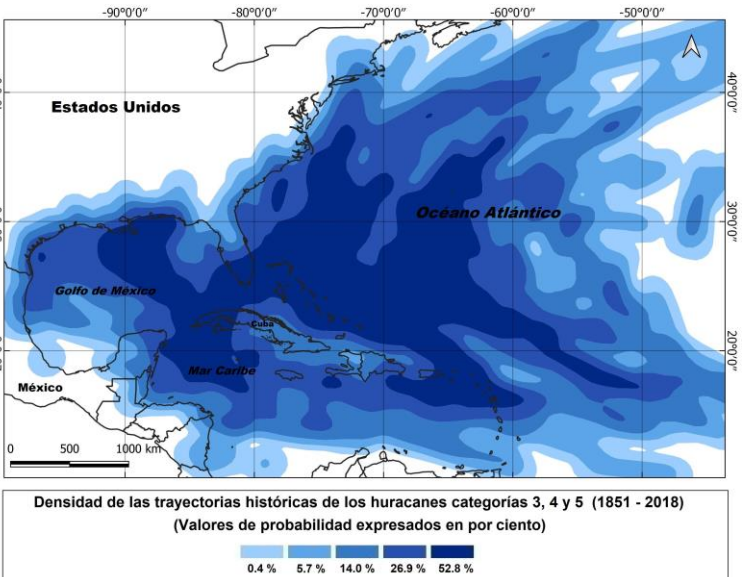 -90°0'0" -80°0'0" -70°0'0" -60°0'0" -50°0'0"
Estados Unidos
40°0'0"
Océano Atlántico
30°0'0"
Golfo de México
Cuba
20°0'0"
Mar Caribe
México
0 500 1000 km
Densidad de las trayectorias históricas de los huracanes categorías 3, 4 y 5 (1851 - 2018)
(Valores de probabilidad expresados en por ciento)
0.4 % 5.7 % 14.0 % 26.9 % 52.8 %